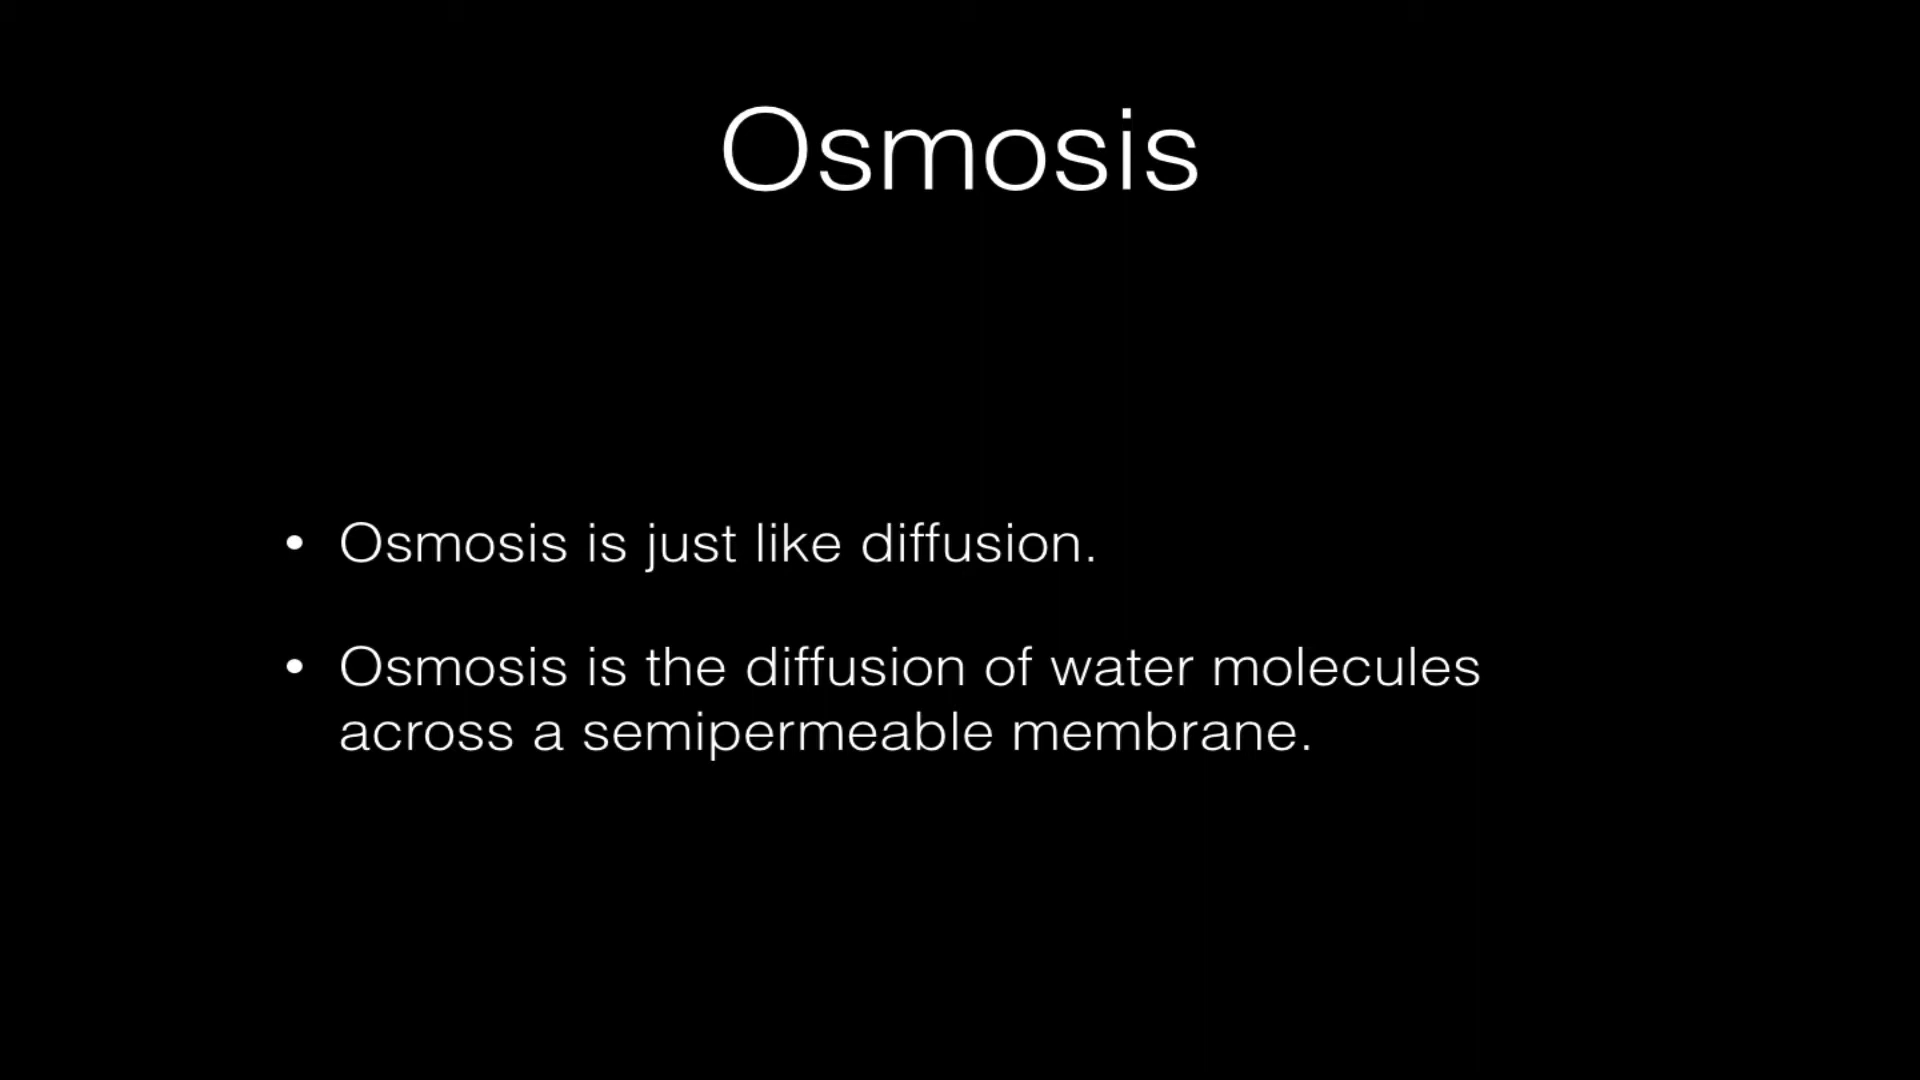 Osmosis
• Osmosis is just like diffusion.
• Osmosis is the diffusion of water molecules
across a semipermeable membrane.